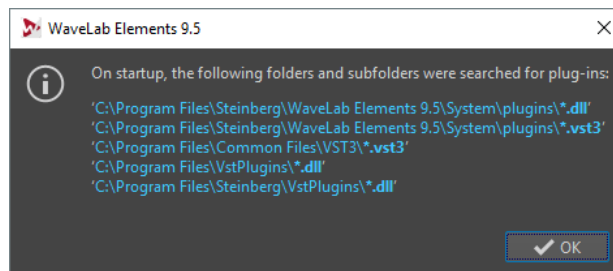 WaveLab Elements 9.5
On startup, the following folders and subfolders were searched for plug-ins:
'C:\Program Files\Steinberg\WaveLab Elements 9.5\System\plugins\*.dll'
'C:\Program Files\Steinberg\WaveLab Elements 9.5\System\plugins\*.vst3'
'C:\Program Files\Common Files\VST3\*.vst3'
'C:\Program Files\VstPlugins\*.dll'
'C:\Program Files\Steinberg\VstPlugins\*.dll'
OK